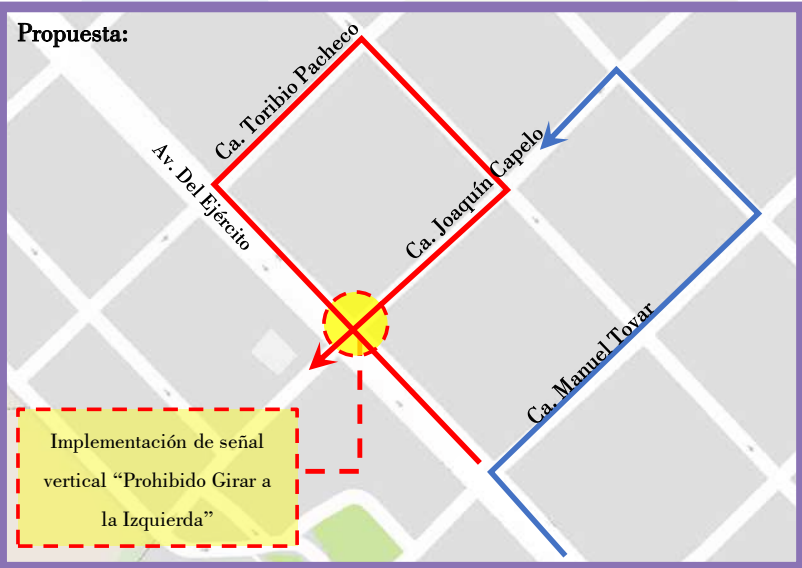 Propuesta:
Ca. Toribio Pacheco
Av. Del Ejército
Ca. Joaquín Capelo
Ca. Manuel Tovar
Implementación de señal
vertical “Prohibido Girar a
la Izquierda”